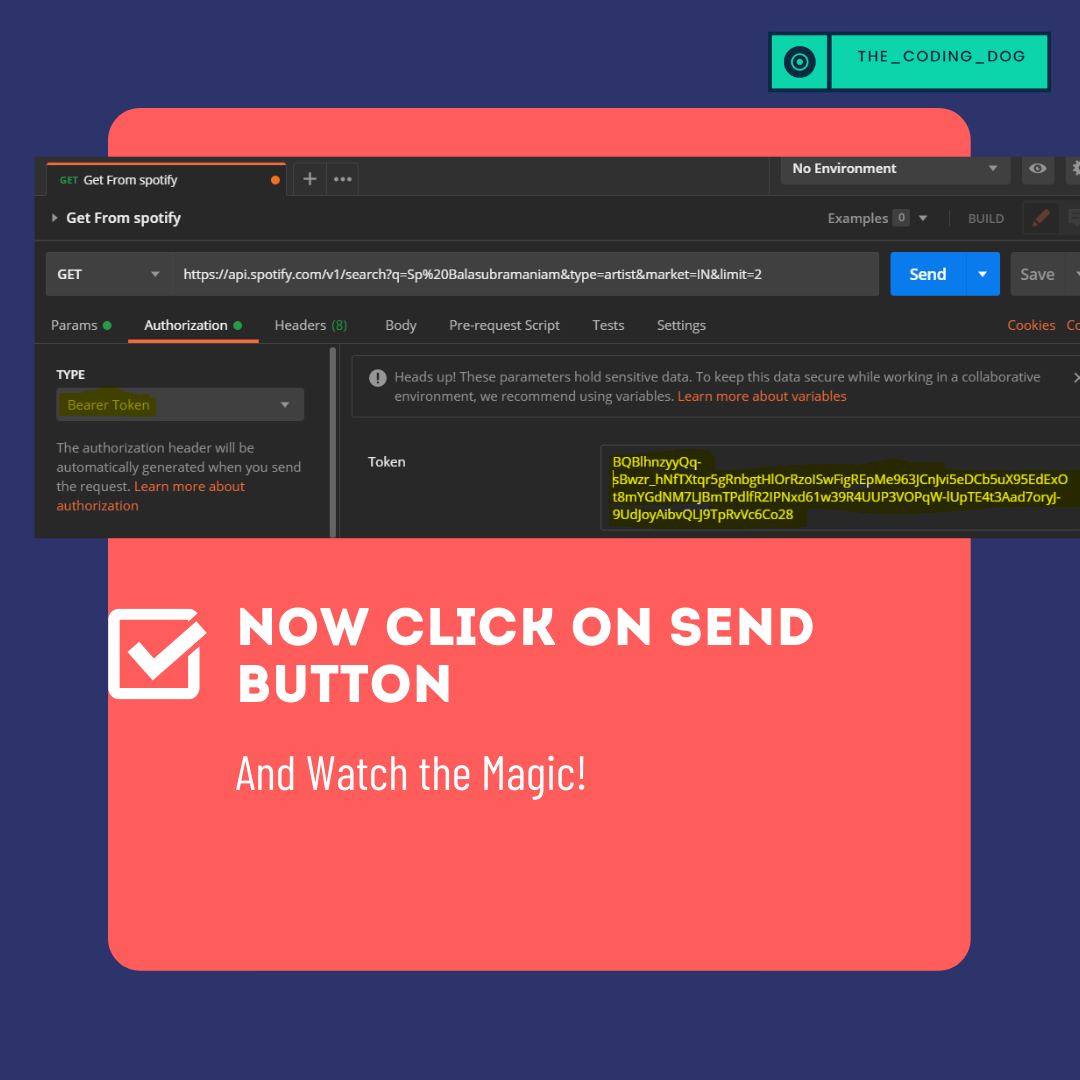 THE_CODING_DOG
GET Get From spotify
No Environment
Get From spotify
Examples 0
BUILD
GET
https://api.spotify.com/v1/search?q=Sp%20Balasubramaniam&type=artist&market=IN&limit=2
Send
Save
Params
Authorization
Headers (8)
Body
Pre-request Script
Tests
Settings
Cookies
Co
TYPE
Bearer Token
The authorization header will be
automatically generated when you send
the request. Learn more about
authorization
Heads up! These parameters hold sensitive data. To keep this data secure while working in a collaborative
environment, we recommend using variables. Learn more about variables
Token
BQBlhnzyyQq-
sBwzr_hNfTXtqr5gRnbgtHlOrRzoISwFigREpMe963JCnJvi5eDCb5uX95EdExO
t8mYGdNM7LJBmTPdlfR2IPNxd61w39R4UUP3VOPqW-lUpTE4t3Aad7oryJ-
9UdJoyAibvQLJ9TpRvVc6Co28
NOW CLICK ON SEND
BUTTON
And Watch the Magic!